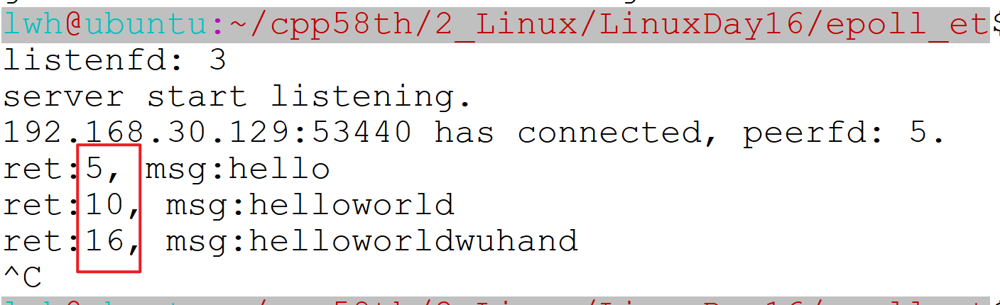 lwh@ubuntu:~/cpp58th/2_Linux/LinuxDay16/epoll_et$
listenfd: 3
server start listening.
192.168.30.129:53440 has connected, peerfd: 5.
ret:5, msg:hello
ret:10, msg:helloworld
ret:16, msg:helloworldwuhand
^C